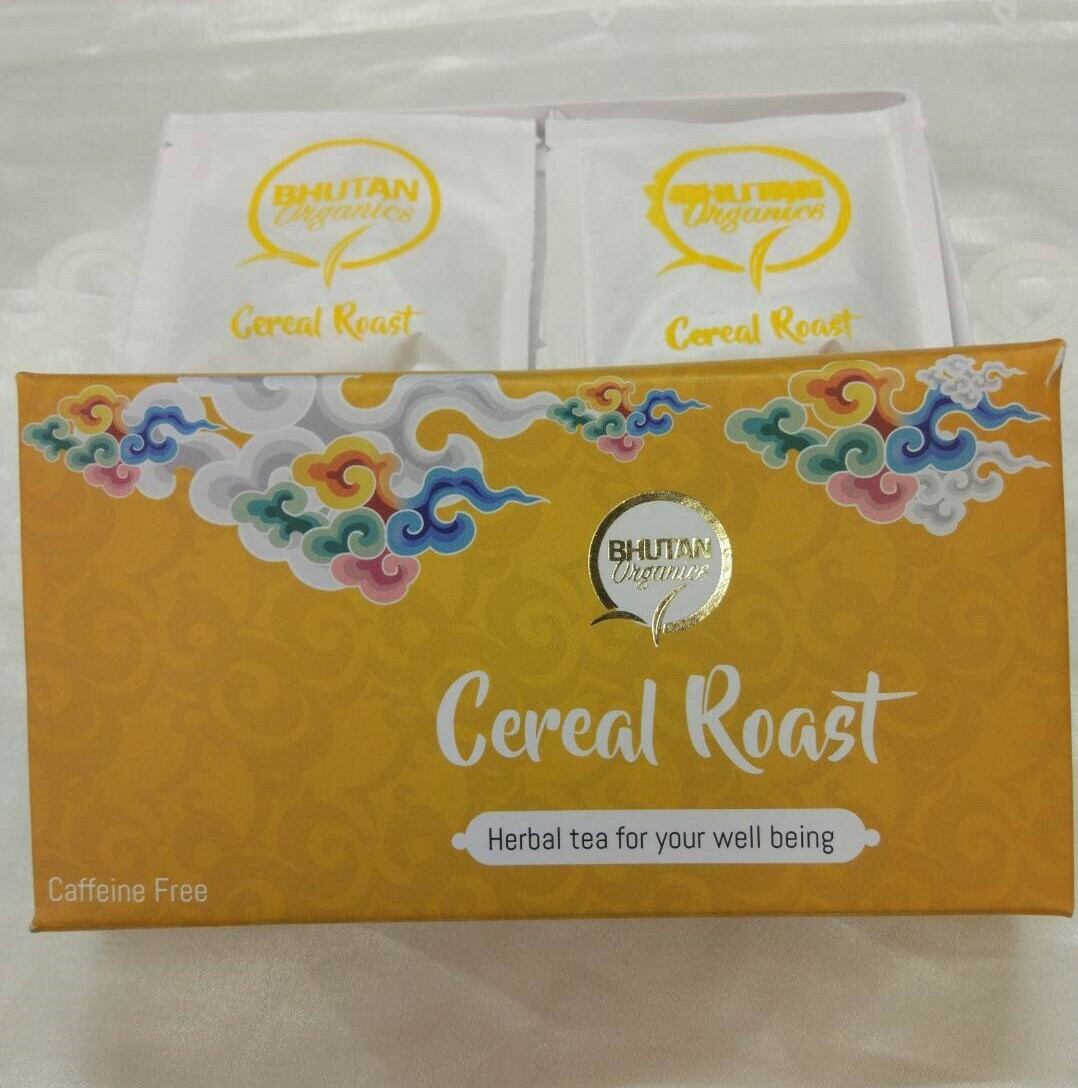 BHUTAN
Organics
Cereal Roast
BHUTAN
Organics
Cereal Roast
BHUTAN
Organics
Cereal Roast
Herbal tea for your well being
Caffeine Free